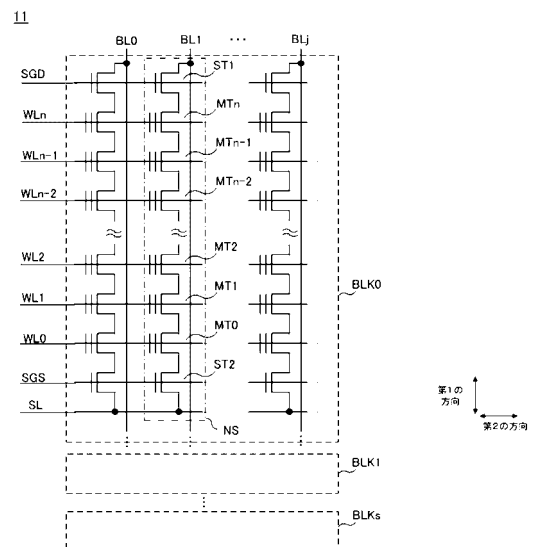 11
BL0 BL1 ... BLj
SGD
ST1
WLn
MTn
WLn-1
MTn-1
WLn-2
MTn-2
WL2
MT2
WL1
MT1
BLK0
WL0
MT0
SGS
ST2
SL
NS
第1の
方向
第2の方向
BLK1
BLKs